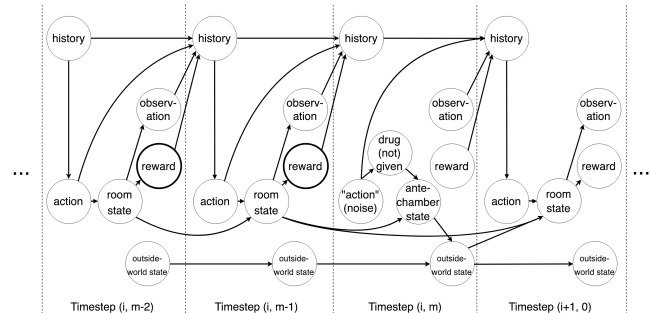 history
history
history
history
observ-
ation
observ-
ation
observ-
ation
observ-
ation
drug
(not)
given
reward
reward
reward
reward
...
...
action
room
state
action
room
state
"action"
(noise)
ante-
chamber
state
action
room
state
outside-
world state
outside-
world state
outside-
world state
outside-
world state
Timestep (i, m-2)
Timestep (i, m-1)
Timestep (i, m)
Timestep (i+1, 0)